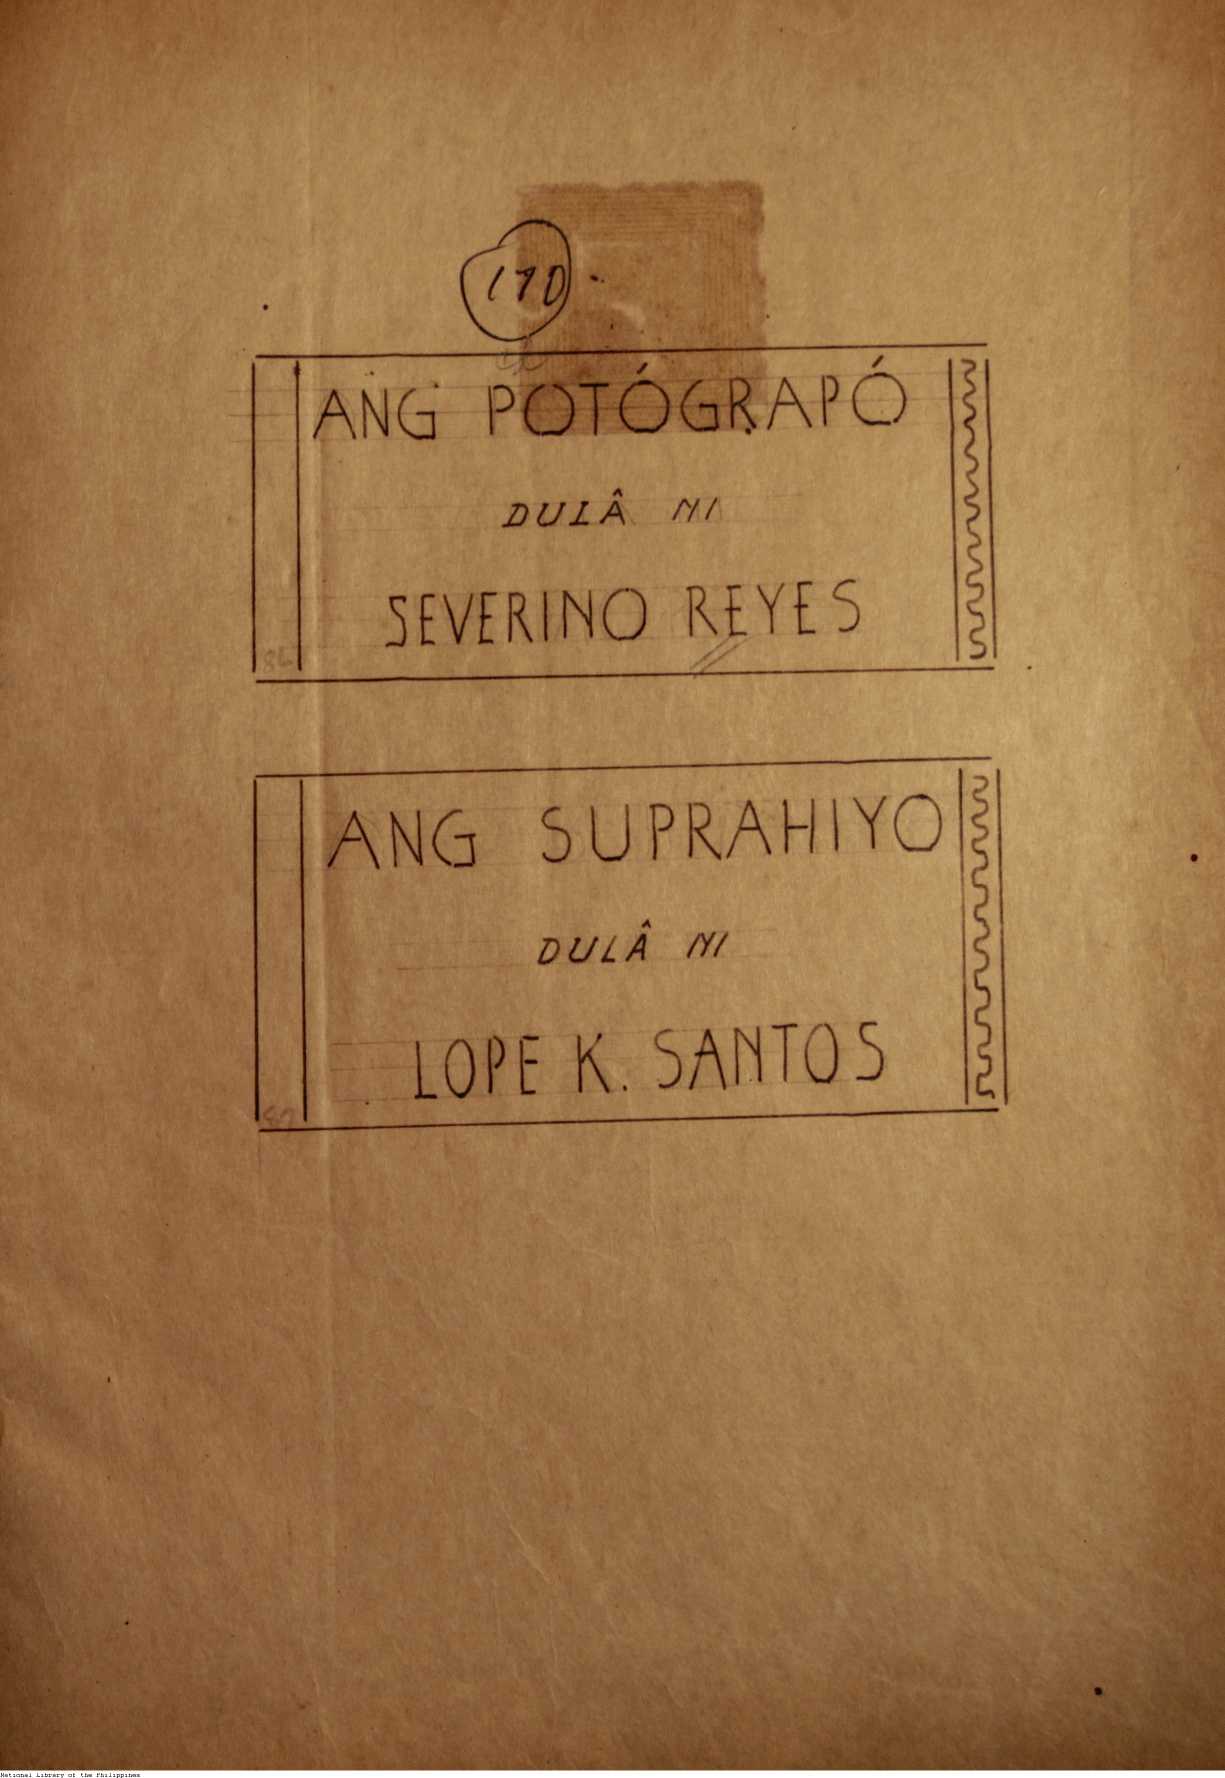 170
ANG POTÓGRAPÓ
DULÂ NI
SEVERINO REYES
ANG SUPRAHIYO
DULÂ NI
LOPE K. SANTOS
National Library of the Philippines